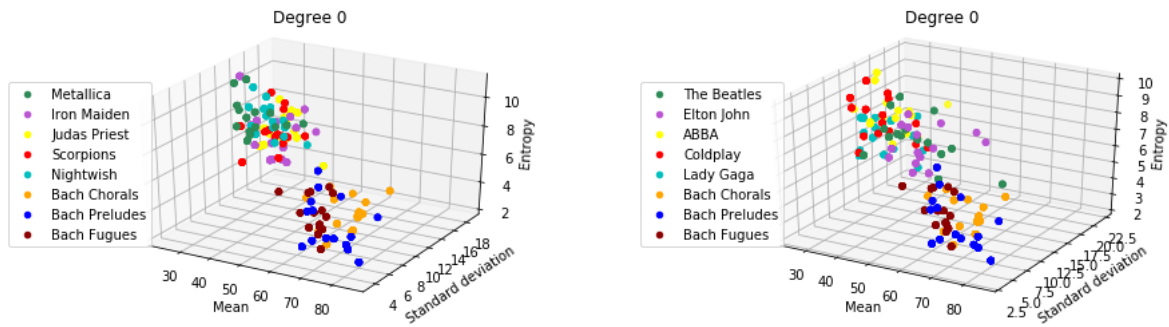 Degree 0
Metallica
Iron Maiden
Judas Priest
Scorpions
Nightwish
Bach Chorals
Bach Preludes
Bach Fugues
30 40 50 60 70 80
Mean
4 6 8 10 12 14 16 18
Standard deviation
2 4 6 8 10
Entropy
Degree 0
The Beatles
Elton John
ABBA
Coldplay
Lady Gaga
Bach Chorals
Bach Preludes
Bach Fugues
30 40 50 60 70 80
Mean
2.5 5.0 7.5 10.0 12.5 15.0 17.5 20.0 22.5
Standard deviation
2 3 4 5 6 7 8 9 10
Entropy